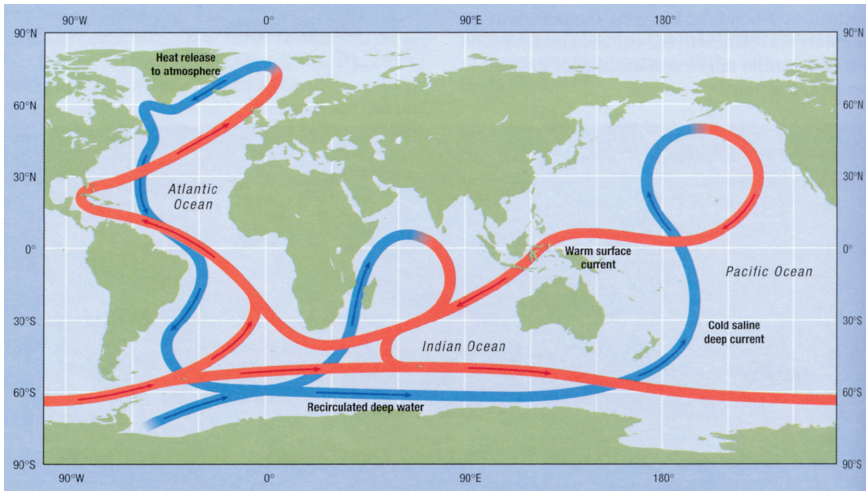 90°W 0° 90°E 180°
90°N 90°N
Heat release
to atmosphere
60°N 60°N
30°N 30°N
Atlantic
Ocean
0° 0°
Warm surface
current
Pacific Ocean
30°S 30°S
Cold saline
deep current
Indian Ocean
60°S 60°S
Recirculated deep water
90°S 90°S
90°W 0° 90°E 180°